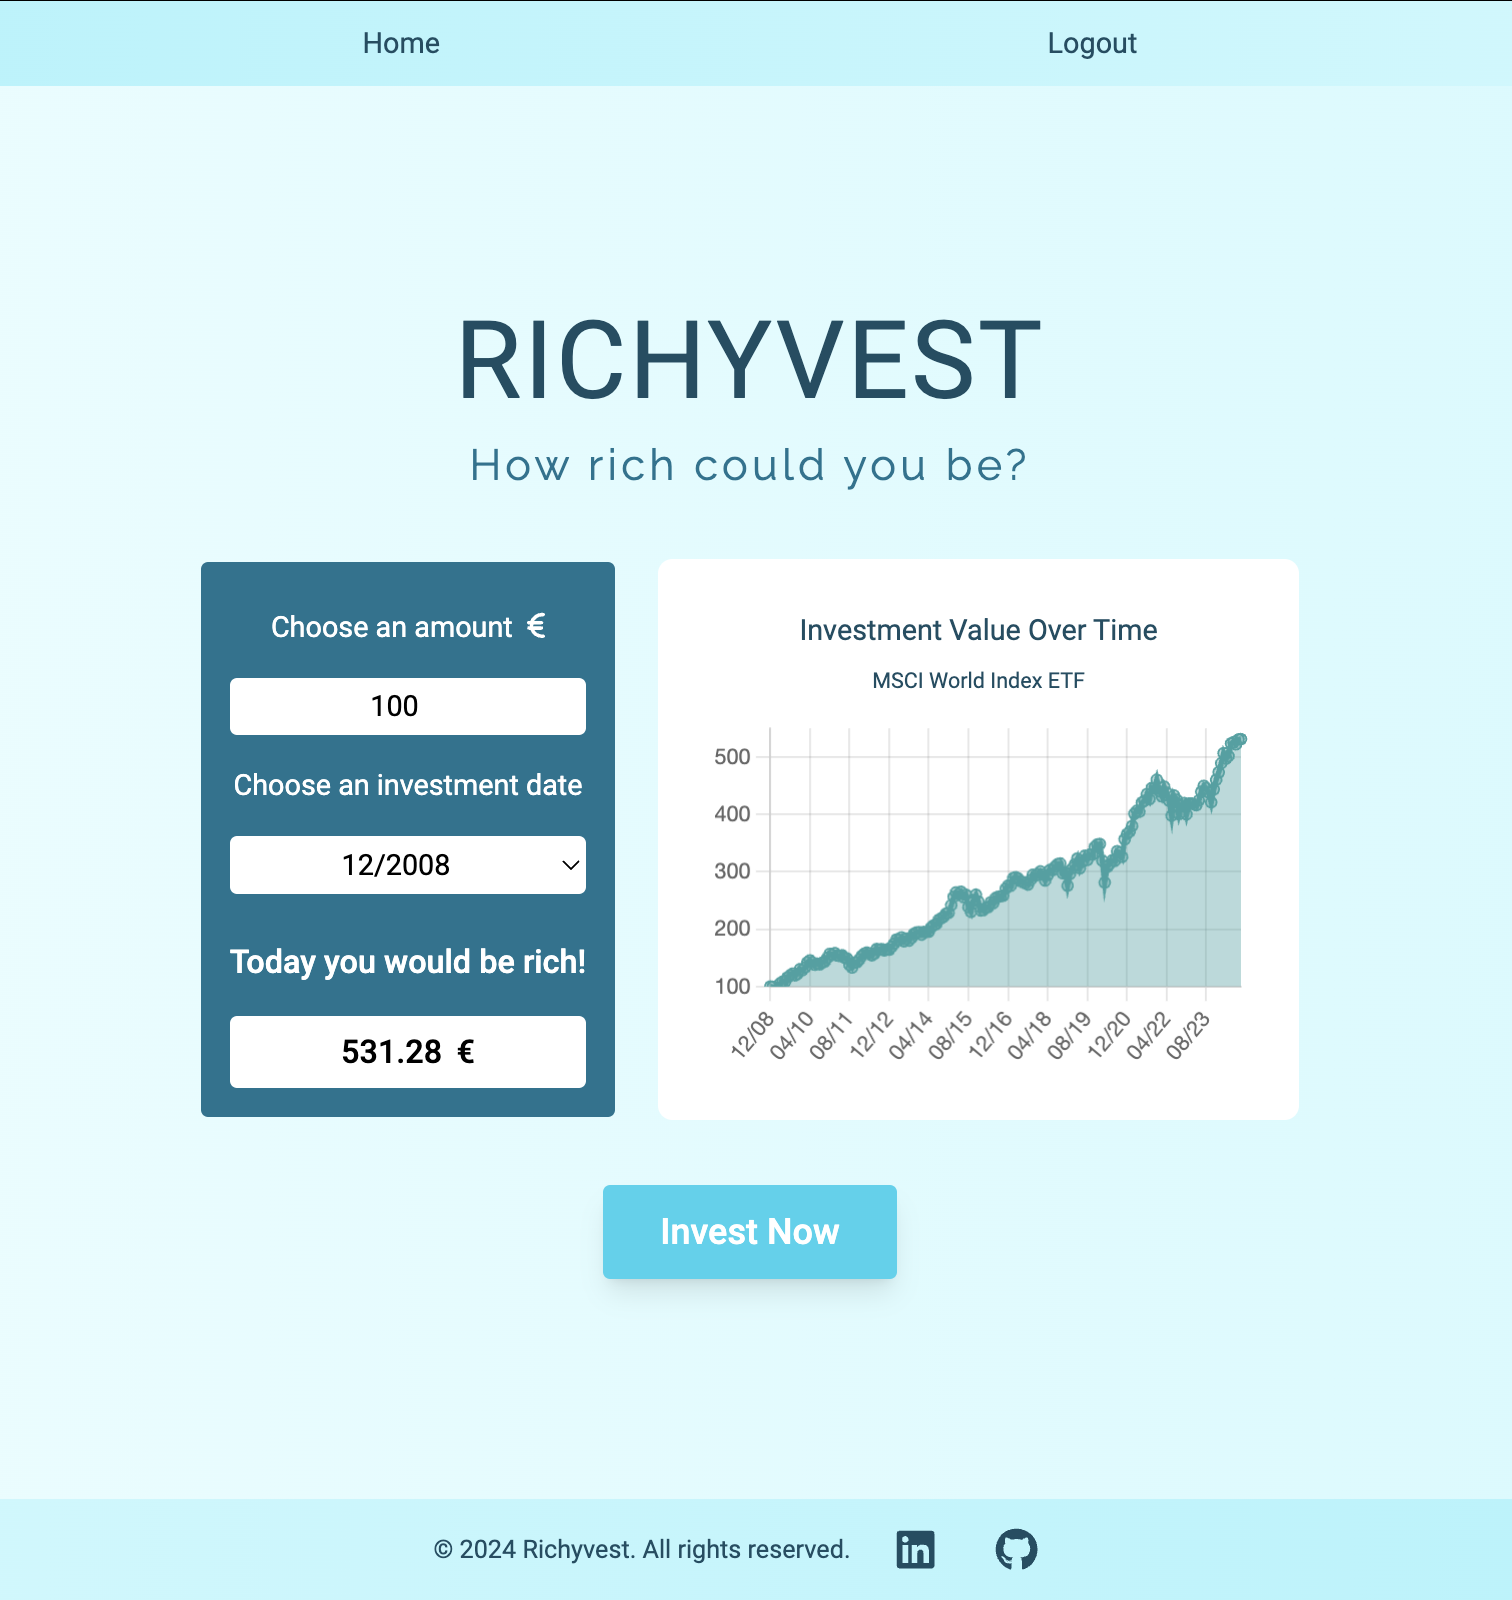 Home
Logout
RICHYVEST
How rich could you be?
Choose an amount €
100
Choose an investment date
12/2008
Today you would be rich!
531.28 €
Investment Value Over Time
MSCI World Index ETF
500
400
300
200
100
12/08
04/10
08/11
12/12
04/14
08/15
12/16
04/18
08/19
12/20
04/22
08/23
Invest Now
© 2024 Richyvest. All rights reserved.
in